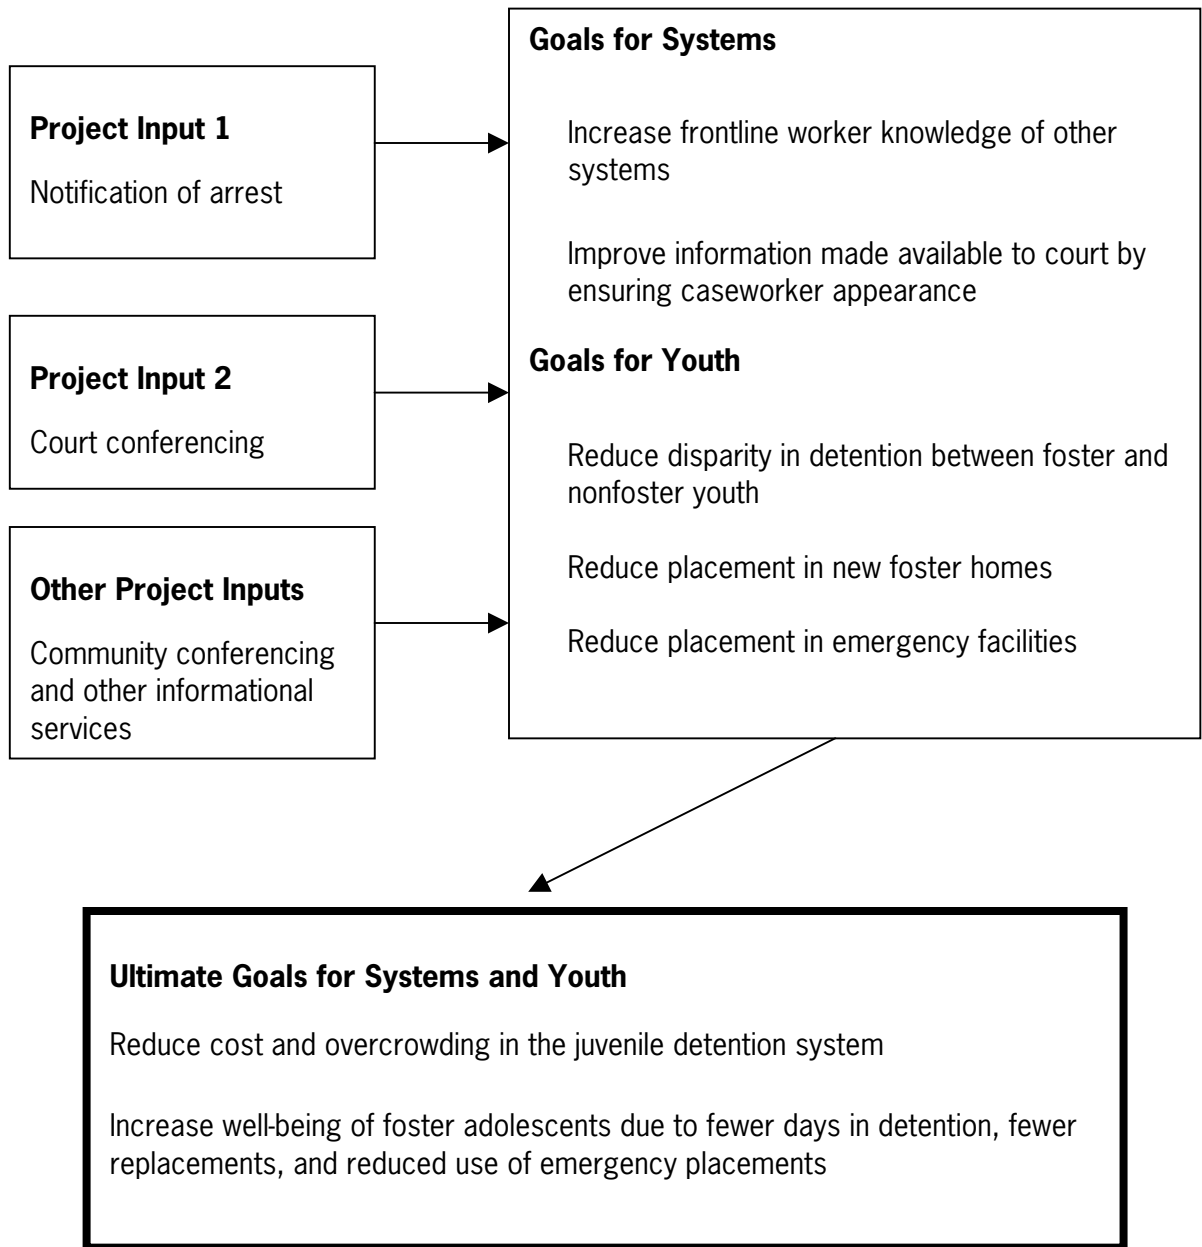 Project Input 1
Notification of arrest
Project Input 2
Court conferencing
Other Project Inputs
Community conferencing
and other informational
services
Goals for Systems
Increase frontline worker knowledge of other
systems
Improve information made available to court by
ensuring caseworker appearance
Goals for Youth
Reduce disparity in detention between foster and
nonfoster youth
Reduce placement in new foster homes
Reduce placement in emergency facilities
Ultimate Goals for Systems and Youth
Reduce cost and overcrowding in the juvenile detention system
Increase well-being of foster adolescents due to fewer days in detention, fewer
replacements, and reduced use of emergency placements